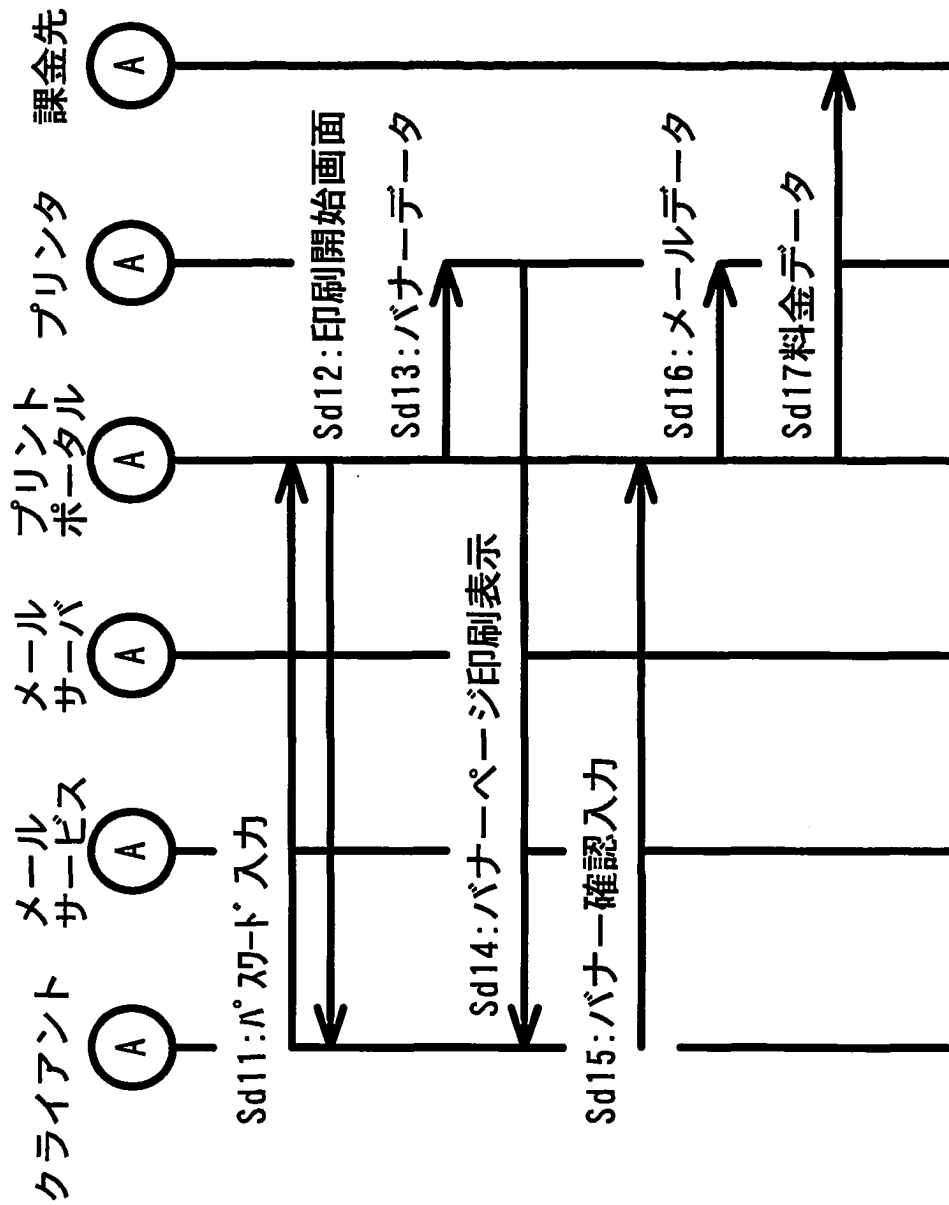 クライアント
メール
サービス
メール
サーバ
プリント
ポータル
プリンタ
課金先
A
A
A
A
A
A
Sd11:ﾊﾟｽﾜｰﾄﾞ入力
Sd12:印刷開始画面
Sd13:バナーデータ
Sd14:バナーページ印刷表示
Sd15:バナー確認入力
Sd16:メールデータ
Sd17料金データ